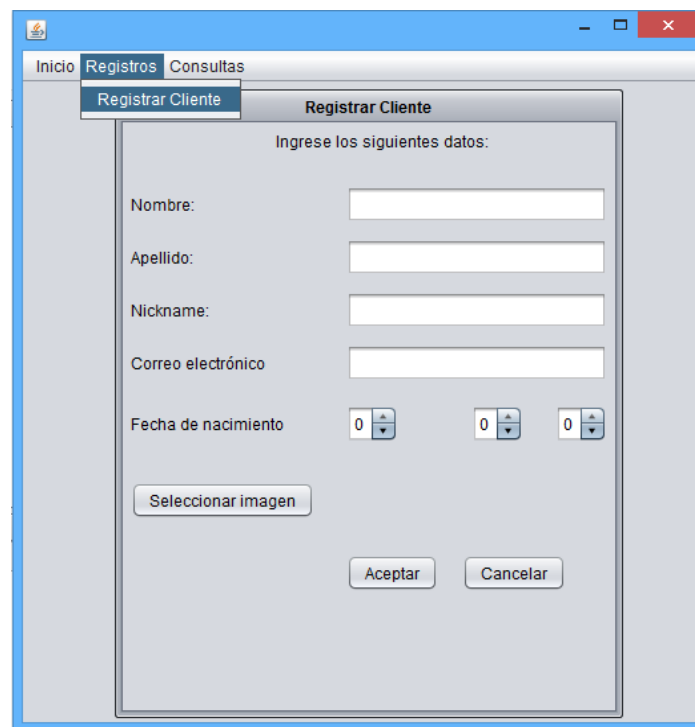 Inicio Registros Consultas
Registrar Cliente
Registrar Cliente
Ingrese los siguientes datos:
Nombre:
Apellido:
Nickname:
Correo electrónico
Fecha de nacimiento 0 0 0
Seleccionar imagen
Aceptar Cancelar